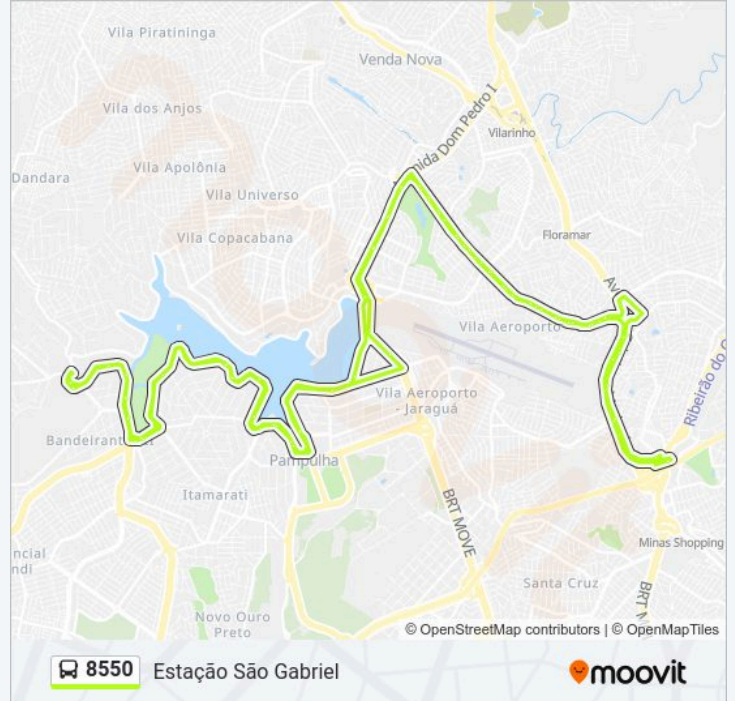 Vila Piratininga
Venda Nova
Vila dos Anjos
Vilarinho
Vila Apolônia
Dandara
Vila Universo
Vila Copacabana
Floramar
Vila Aeroporto
Ribeirão do
Vila Aeroporto
- Jaraguá
Pampulha
Itamarati
BRT MOVE
Minas Shopping
Santa Cruz
Novo Ouro
Preto
© OpenStreetMap contributors | © OpenMapTiles
8550 Estação São Gabriel
moovit